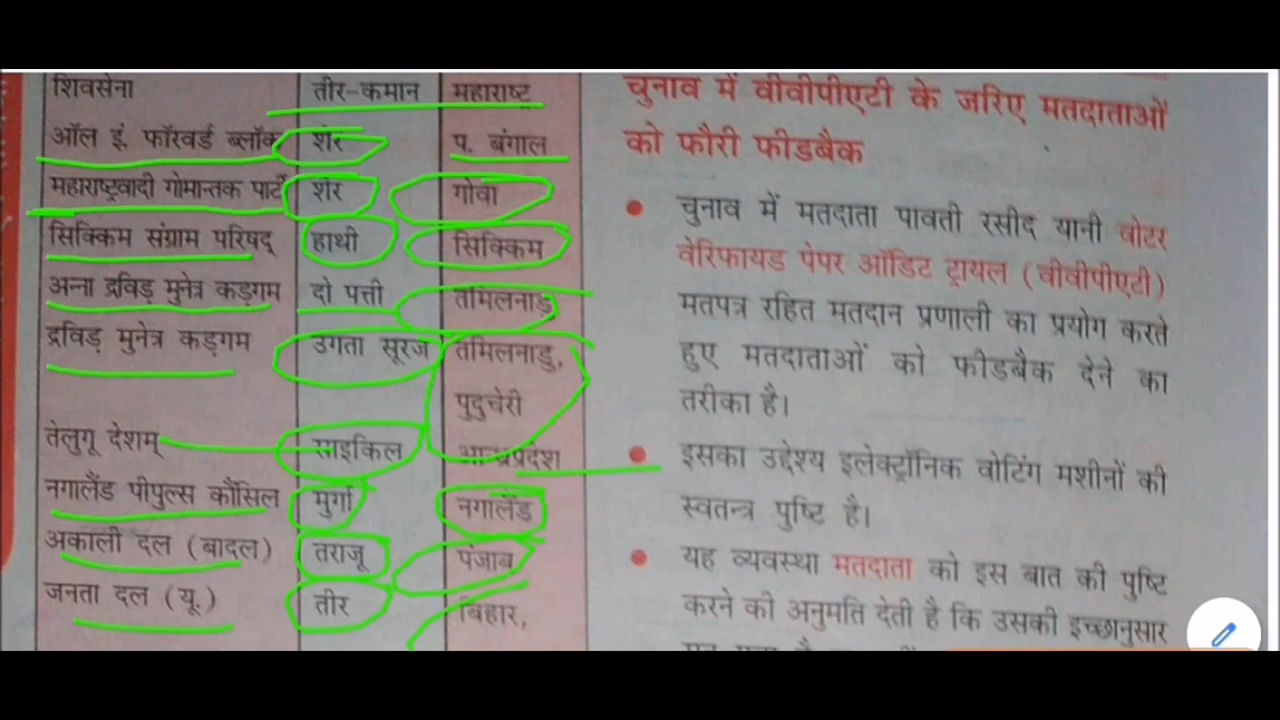 शिवसेना तीर-कमान महाराष्ट्र
ऑल इं. फॉरवर्ड ब्लॉक शेर प. बंगाल
महाराष्ट्रवादी गोमान्तक पार्टी शेर गोवा
सिक्किम संग्राम परिषद् हाथी सिक्किम
अन्ना द्रविड़ मुनेत्र कड़गम दो पत्ती तमिलनाडु
द्रविड़ मुनेत्र कड़गम उगता सूरज तमिलनाडु,
पुदुचेरी
तेलुगू देशम् साइकिल आन्ध्रप्रदेश
नगालैंड पीपुल्स कौंसिल मुर्गा नगालैंड
अकाली दल (बादल) तराजू पंजाब
जनता दल (यू.) तीर बिहार,
चुनाव में वीवीपीएटी के जरिए मतदाताओं
को फौरी फीडबैक
● चुनाव में मतदाता पावती रसीद यानी वोटर
वेरिफायड पेपर ऑडिट ट्रायल (वीवीपीएटी)
मतपत्र रहित मतदान प्रणाली का प्रयोग करते
हुए मतदाताओं को फीडबैक देने का
तरीका है।
● इसका उद्देश्य इलेक्ट्रॉनिक वोटिंग मशीनों की
स्वतन्त्र पुष्टि है।
● यह व्यवस्था मतदाता को इस बात की पुष्टि
करने की अनुमति देती है कि उसकी इच्छानुसार